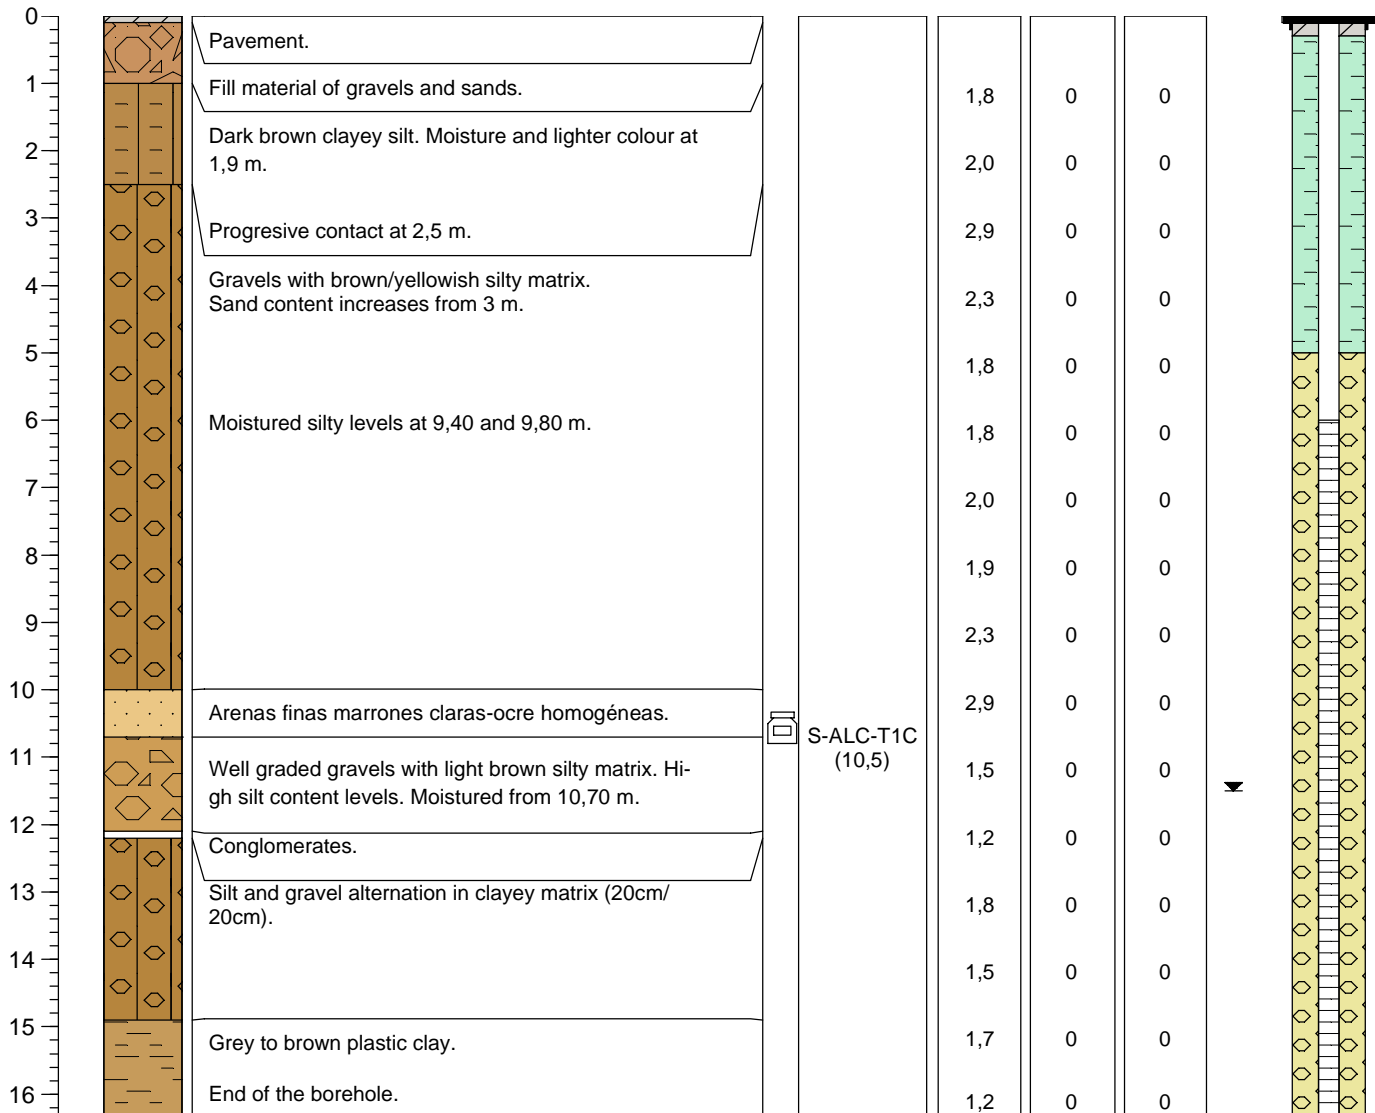 0
Pavement.
1
Fill material of gravels and sands.
1,8 0 0
Dark brown clayey silt. Moisture and lighter colour at
1,9 m.
2
2,0 0 0
3
Progresive contact at 2,5 m.
2,9 0 0
4
Gravels with brown/yellowish silty matrix.
Sand content increases from 3 m.
2,3 0 0
5
1,8 0 0
6
Moistured silty levels at 9,40 and 9,80 m.
1,8 0 0
7
2,0 0 0
8
1,9 0 0
9
2,3 0 0
10
Arenas finas marrones claras-ocre homogéneas.
2,9 0 0
S-ALC-T1C
(10,5)
11
Well graded gravels with light brown silty matrix. Hi-
gh silt content levels. Moistured from 10,70 m.
1,5 0 0
12
Conglomerates.
1,2 0 0
13
Silt and gravel alternation in clayey matrix (20cm/
20cm).
1,8 0 0
14
1,5 0 0
15
Grey to brown plastic clay.
1,7 0 0
16
End of the borehole.
1,2 0 0